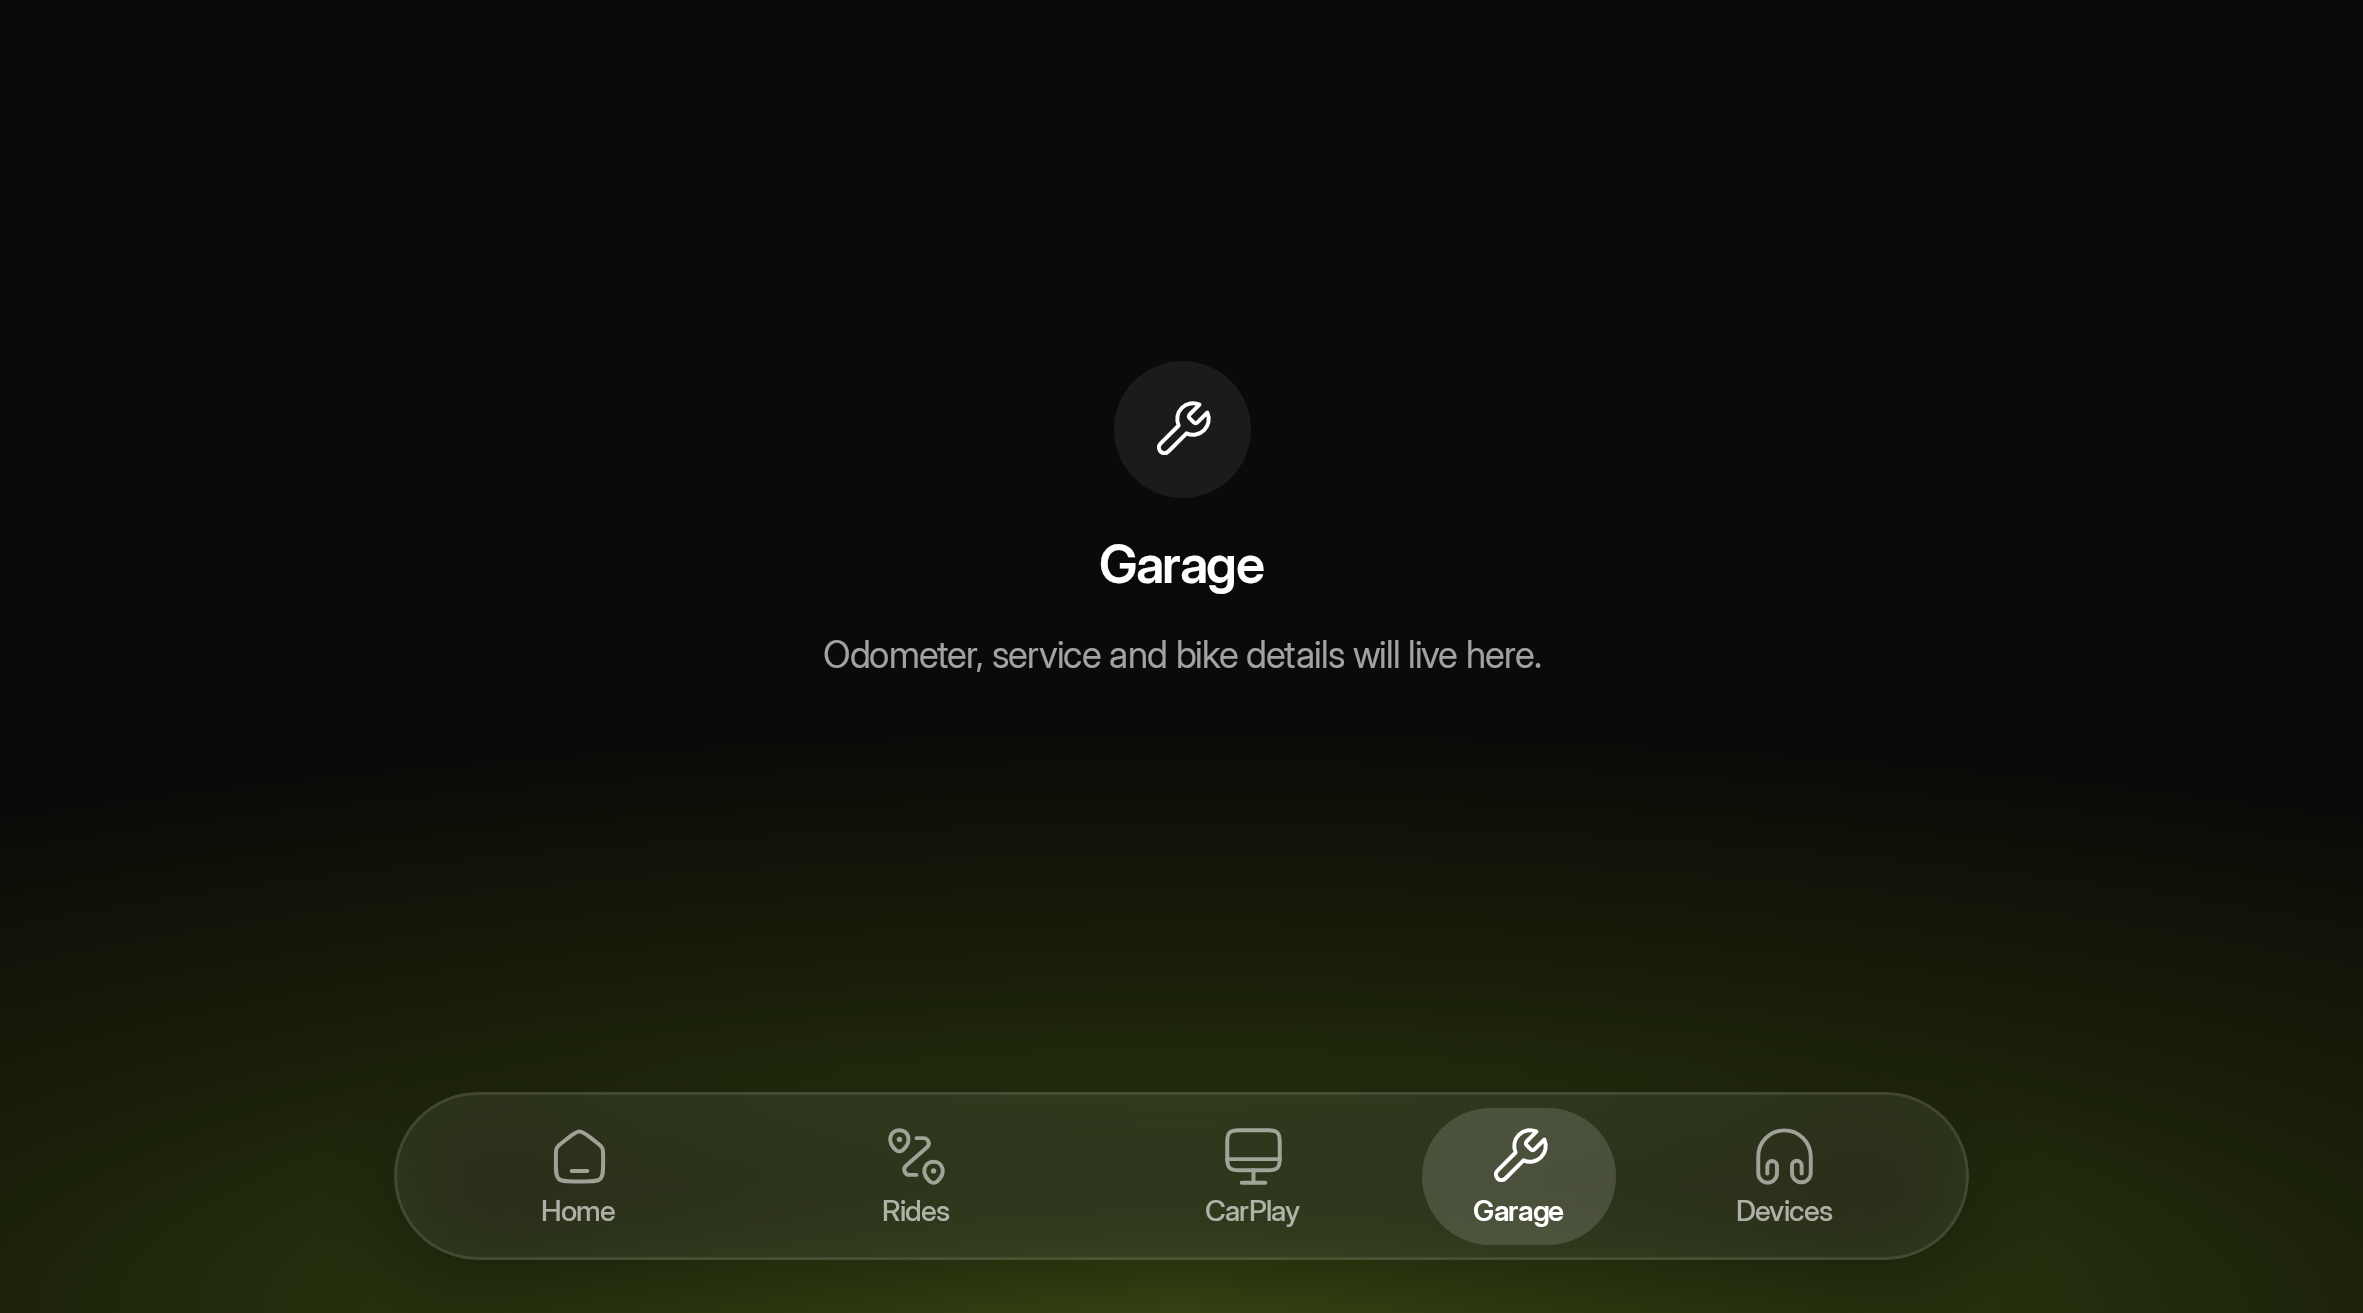 Garage
Odometer, service and bike details will live here.
Home
Rides
CarPlay
Garage
Devices